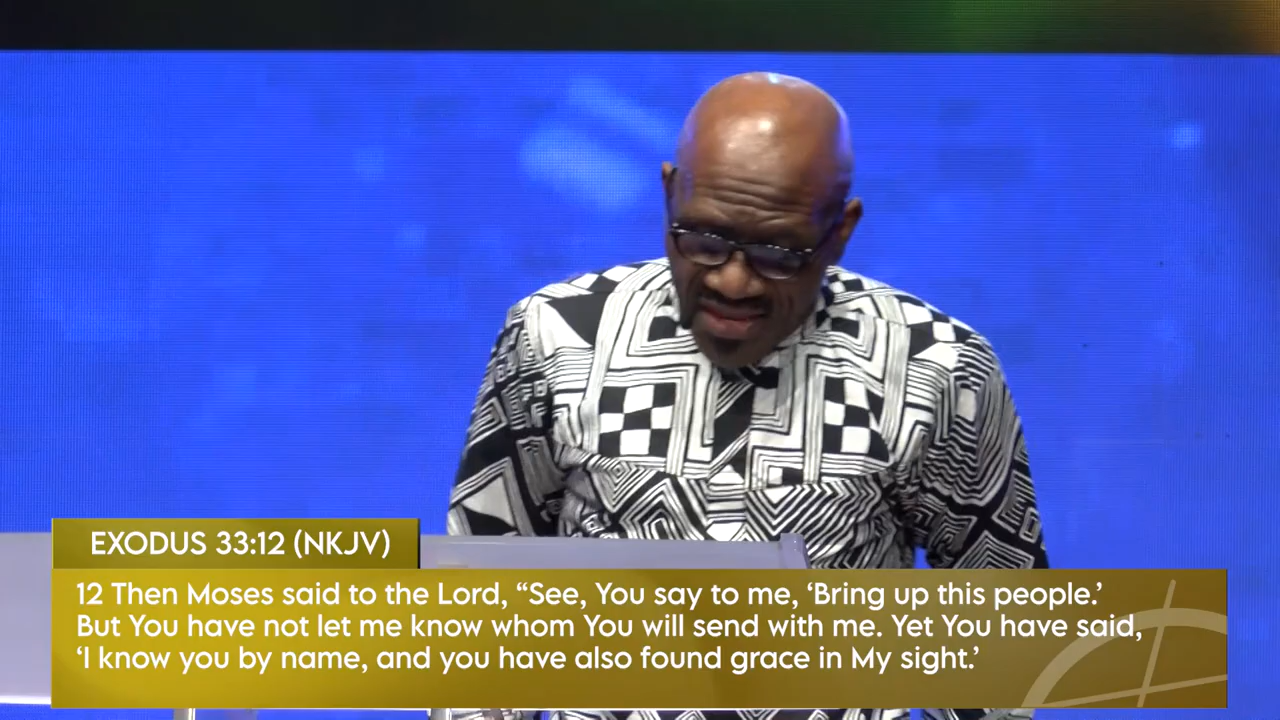 EXODUS 33:12 (NKJV)
12 Then Moses said to the Lord, “See, You say to me, ‘Bring up this people.’
But You have not let me know whom You will send with me. Yet You have said,
‘I know you by name, and you have also found grace in My sight.’